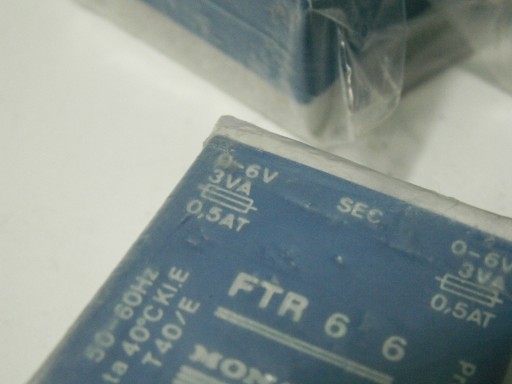 0-6V
3VA
0,5AT
SEC
0-6V
3VA
0,5AT
FTR 6 6
50-60Hz
ta 40°C KI.E
T40/E